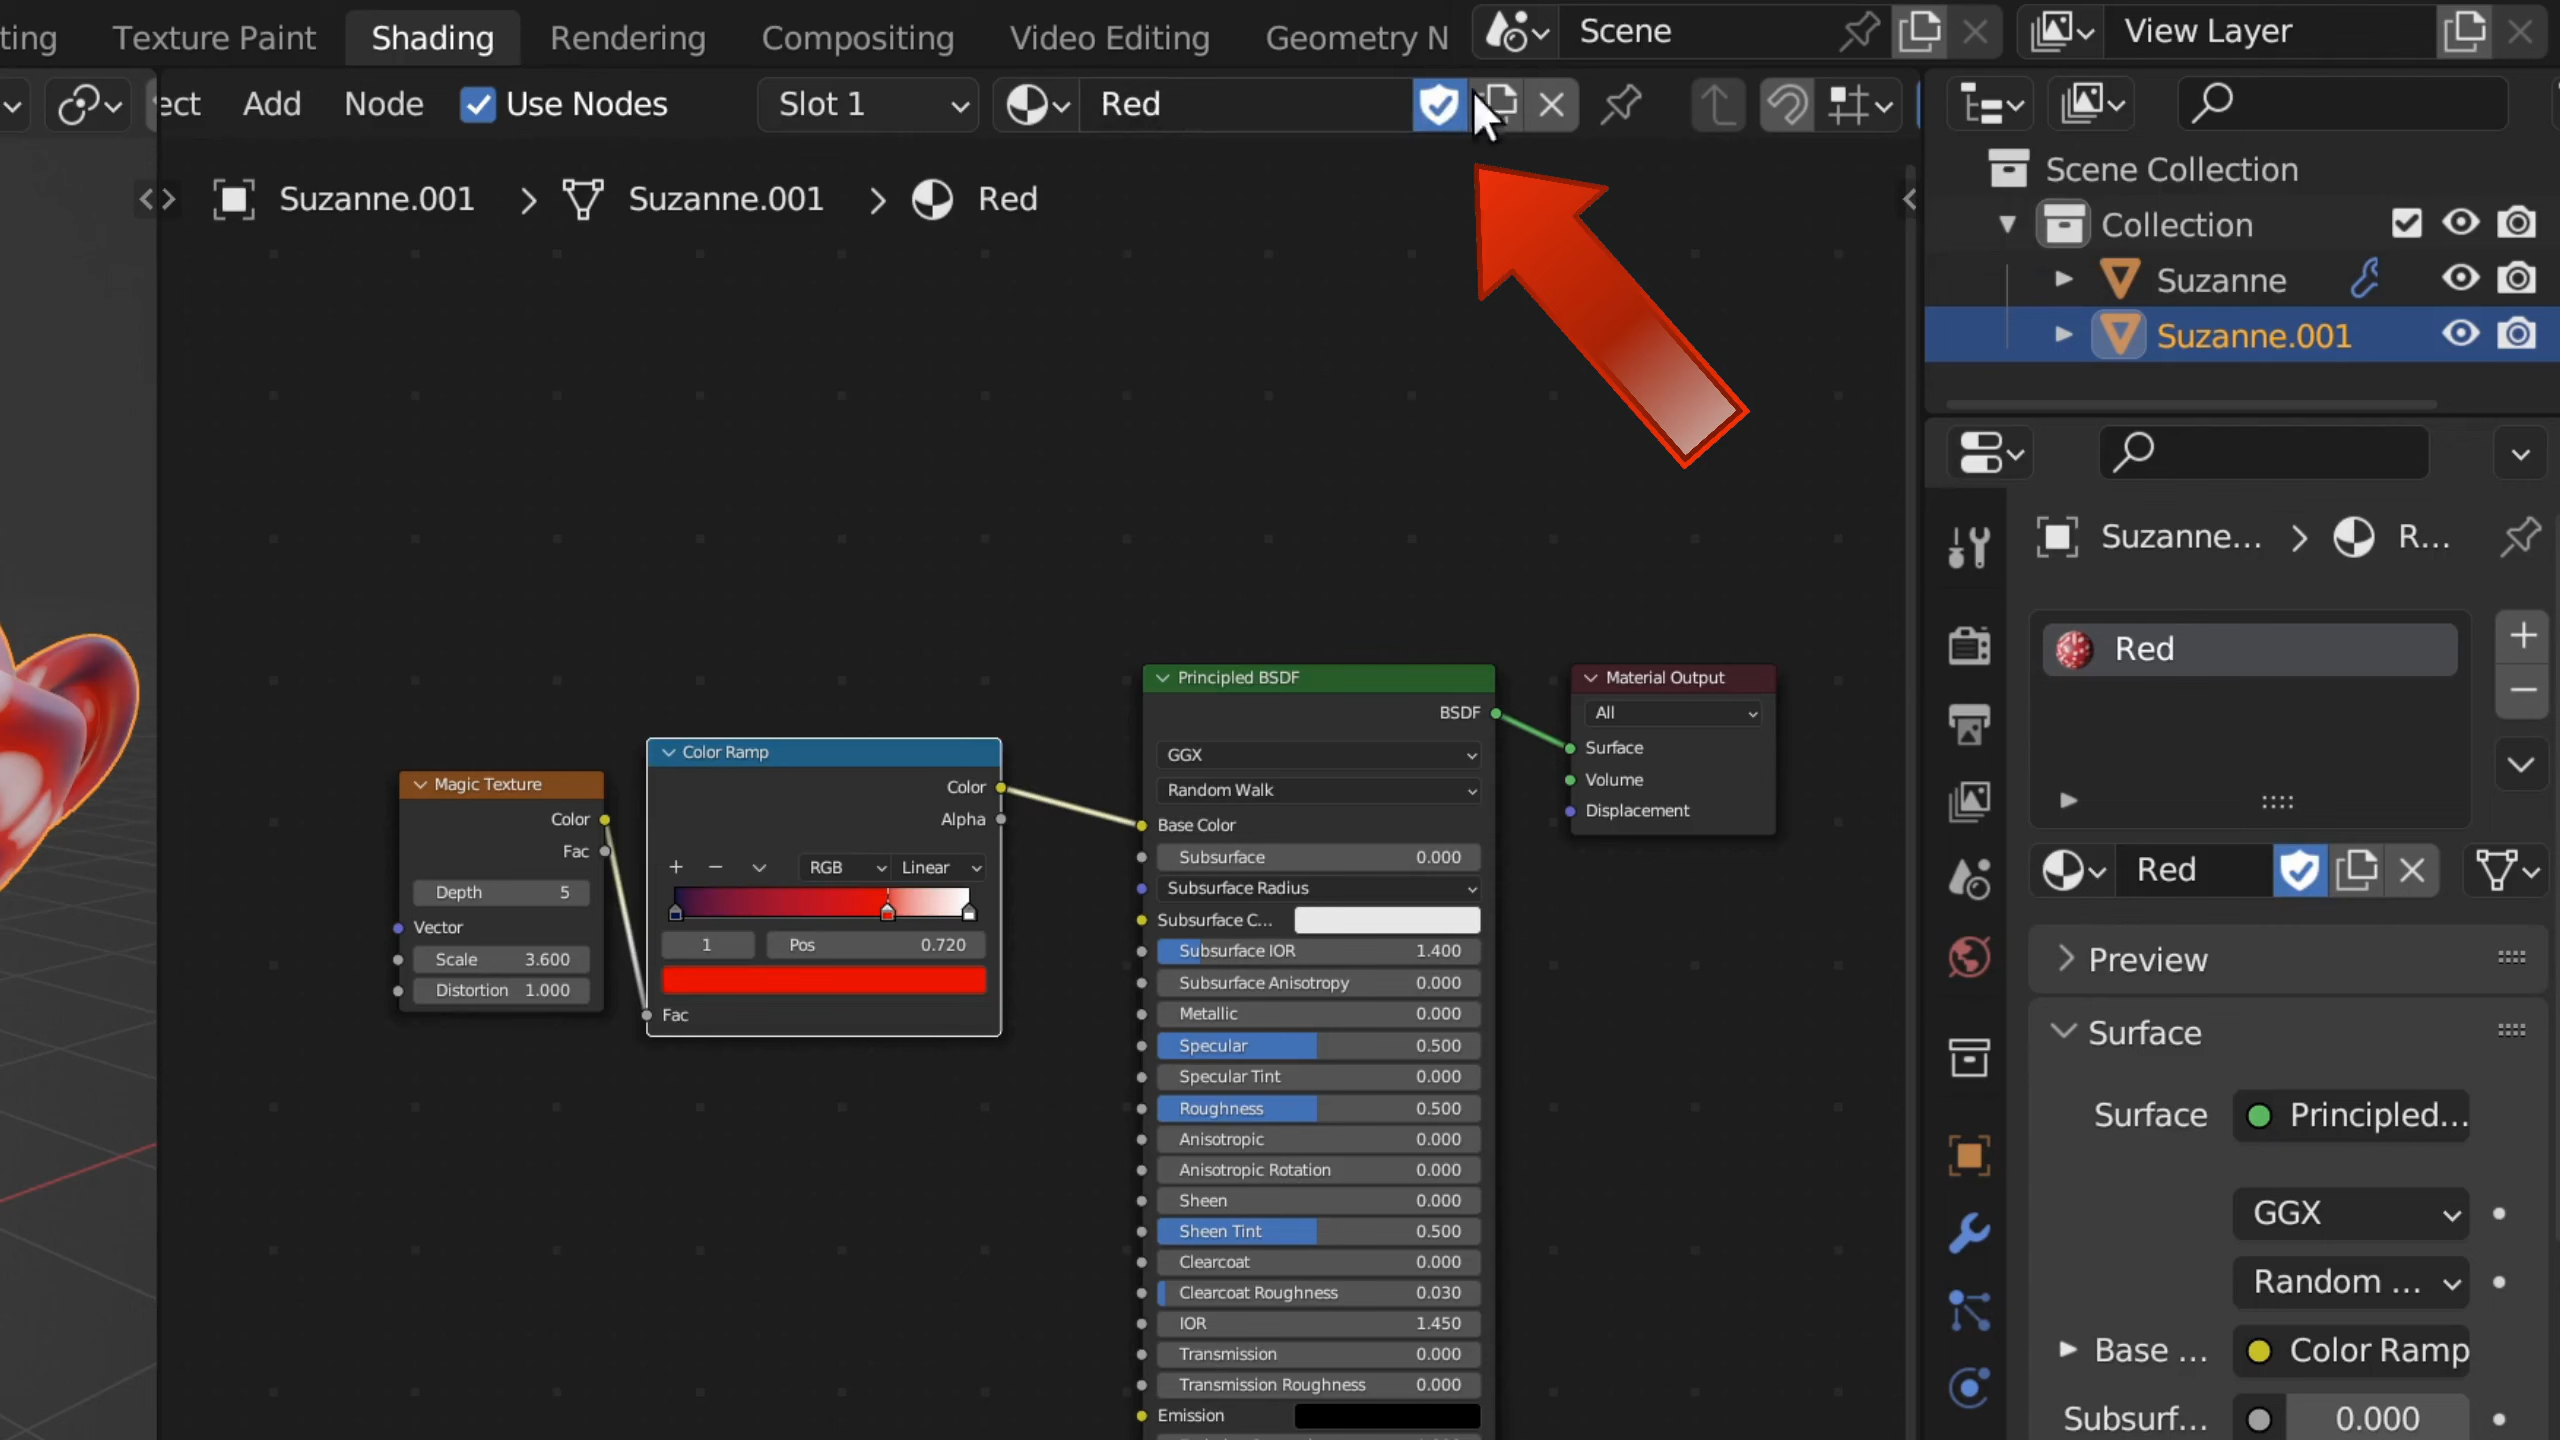 ting Texture Paint Shading Rendering Compositing Video Editing Geometry N Scene View Layer
ect Add Node Use Nodes Slot 1 Red
Suzanne.001 > Suzanne.001 > Red
Scene Collection
Collection
Suzanne
Suzanne.001
Suzanne... > R...
Red
Red
Preview
Surface
Surface Principled...
GGX
Random ...
Base ... Color Ramp
Subsurf... 0.000
Magic Texture
Color
Fac
Depth 5
Vector
Scale 3.600
Distortion 1.000
Color Ramp
Color
Alpha
RGB Linear
1 Pos 0.720
Fac
Principled BSDF
BSDF
GGX
Random Walk
Base Color
Subsurface 0.000
Subsurface Radius
Subsurface C...
Subsurface IOR 1.400
Subsurface Anisotropy 0.000
Metallic 0.000
Specular 0.500
Specular Tint 0.000
Roughness 0.500
Anisotropic 0.000
Anisotropic Rotation 0.000
Sheen 0.000
Sheen Tint 0.500
Clearcoat 0.000
Clearcoat Roughness 0.030
IOR 1.450
Transmission 0.000
Transmission Roughness 0.000
Emission
Material Output
All
Surface
Volume
Displacement